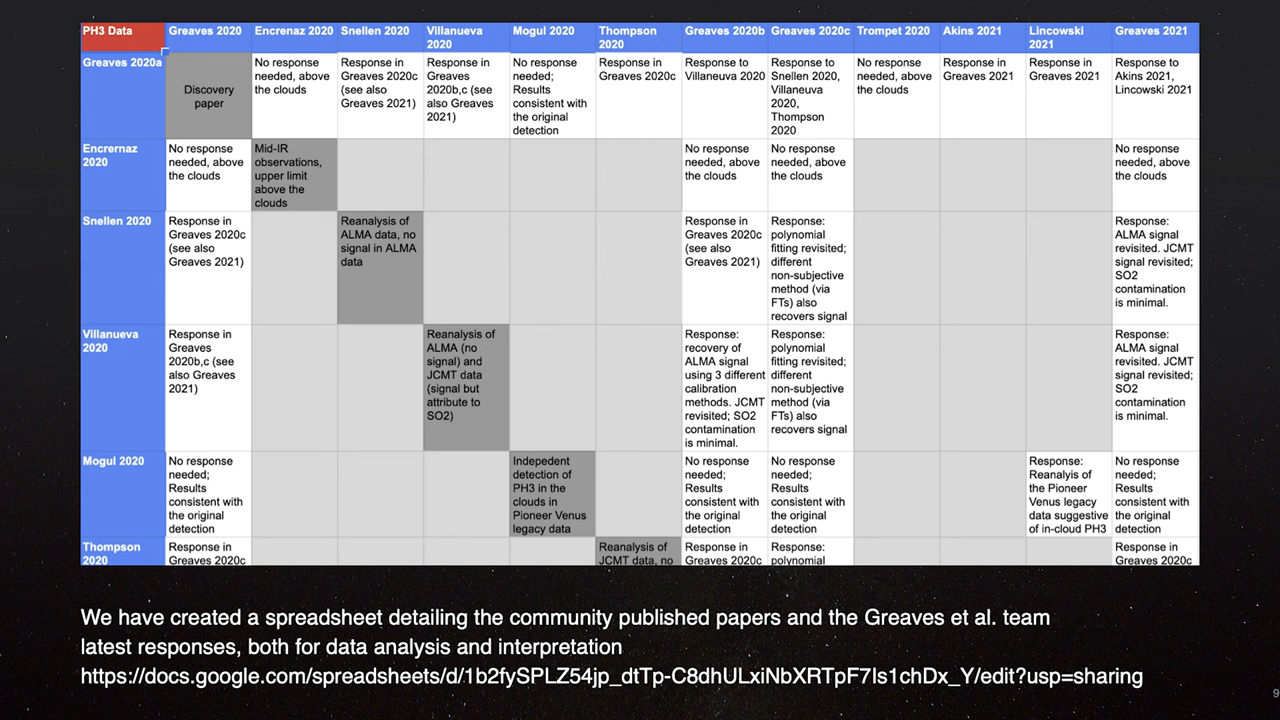 PH3 Data
Greaves 2020
Encrenaz 2020
Snellen 2020
Villanueva
2020
Mogul 2020
Thompson
2020
Greaves 2020b
Greaves 2020c
Trompet 2020
Akins 2021
Lincowski
2021
Greaves 2021
Greaves 2020a
Discovery
paper
No response
needed, above
the clouds
Response in
Greaves 2020c
(see also
Greaves 2021)
Response in
Greaves
2020b,c (see
also Greaves
2021)
No response
needed;
Results
consistent with
the original
detection
Response in
Greaves 2020c
Response to
Villaneuva 2020
Response to
Snellen 2020,
Villanueva
2020,
Thompson
2020
No response
needed, above
the clouds
Response in
Greaves 2021
Response in
Greaves 2021
Response to
Akins 2021,
Lincowski 2021
Encrernaz
2020
No response
needed, above
the clouds
Mid-IR
observations,
upper limit
above the
clouds
No response
needed, above
the clouds
No response
needed, above
the clouds
No response
needed, above
the clouds
Snellen 2020
Response in
Greaves 2020c
(see also
Greaves 2021)
Reanalysis of
ALMA data, no
signal in ALMA
data
Response in
Greaves 2020c
(see also
Greaves 2021)
Response:
polynomial
fitting revisited;
different
non-subjective
method (via
FTs) also
recovers signal
Response:
ALMA signal
revisited. JCMT
signal revisited;
SO2
contamination
is minimal.
Villanueva
2020
Response in
Greaves
2020b,c (see
also Greaves
2021)
Reanalysis of
ALMA (no
signal) and
JCMT data
(signal but
attribute to
SO2)
Response:
recovery of
ALMA signal
using 3 different
calibration
methods. JCMT
revisited; SO2
contamination
is minimal.
Response:
polynomial
fitting revisited;
different
non-subjective
method (via
FTs) also
recovers signal
Response:
ALMA signal
revisited. JCMT
signal revisited;
SO2
contamination
is minimal.
Mogul 2020
No response
needed;
Results
consistent with
the original
detection
Indepedent
detection of
PH3 in the
clouds in
Pioneer Venus
legacy data
No response
needed;
Results
consistent with
the original
detection
No response
needed;
Results
consistent with
the original
detection
Response:
Reanalyis of
the Pioneer
Venus legacy
data suggestive
of in-cloud PH3
No response
needed;
Results
consistent with
the original
detection
Thompson
2020
Response in
Greaves 2020c
Reanalysis of
JCMT data, no
Response in
Greaves 2020c
Response:
polynomial
Response in
Greaves 2020c
We have created a spreadsheet detailing the community published papers and the Greaves et al. team
latest responses, both for data analysis and interpretation
https://docs.google.com/spreadsheets/d/1b2fySPLZ54jp_dtTp-C8dhULxiNbXRTpF7ls1chDx_Y/edit?usp=sharing
9